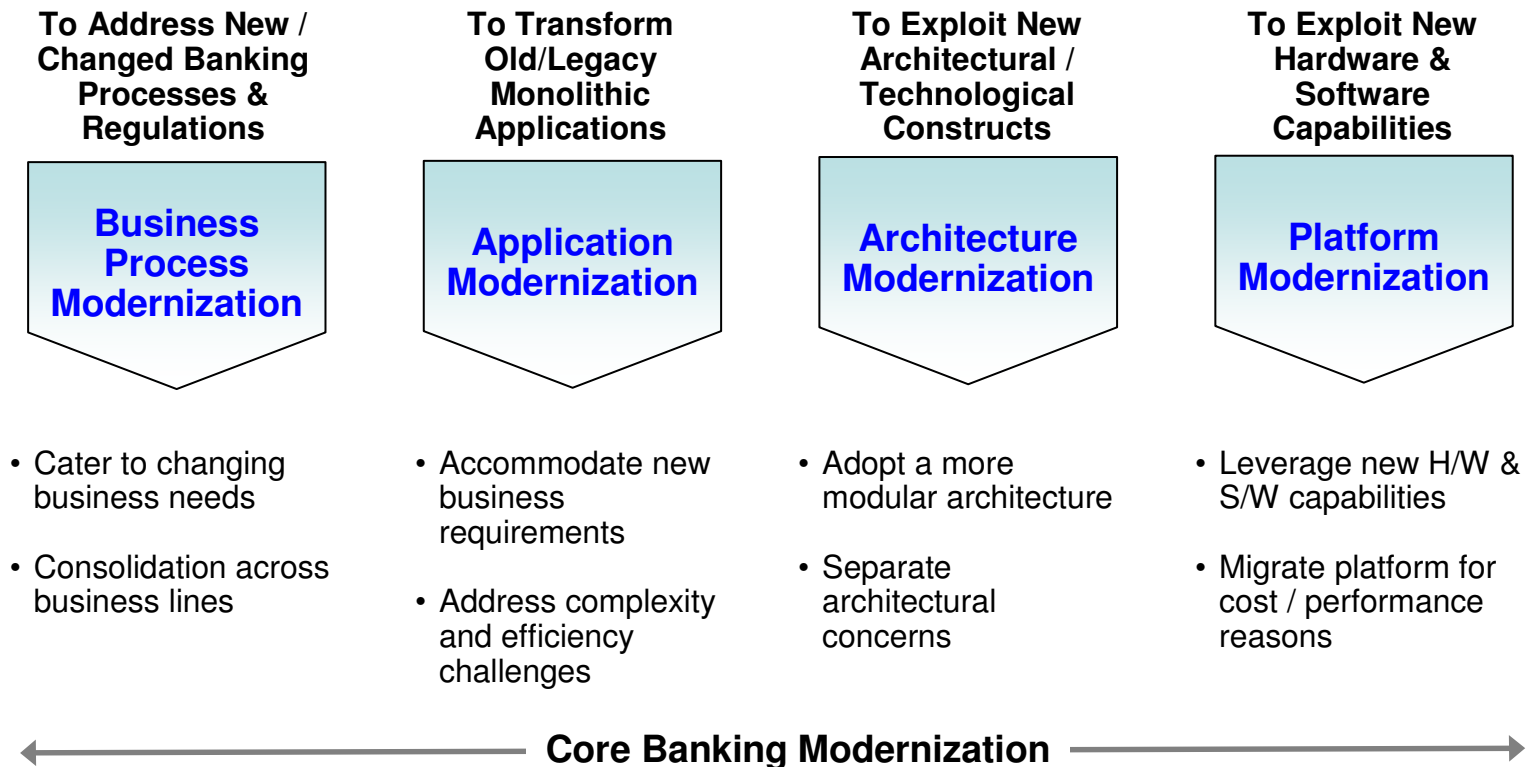 To Address New /
Changed Banking
Processes &
Regulations
To Transform
Old/Legacy
Monolithic
Applications
To Exploit New
Architectural /
Technological
Constructs
To Exploit New
Hardware &
Software
Capabilities
Business
Process
Modernization
Application
Modernization
Architecture
Modernization
Platform
Modernization
• Cater to changing
business needs
• Consolidation across
business lines
• Accommodate new
business
requirements
• Address complexity
and efficiency
challenges
• Adopt a more
modular architecture
• Separate
architectural
concerns
• Leverage new H/W &
S/W capabilities
• Migrate platform for
cost / performance
reasons
Core Banking Modernization